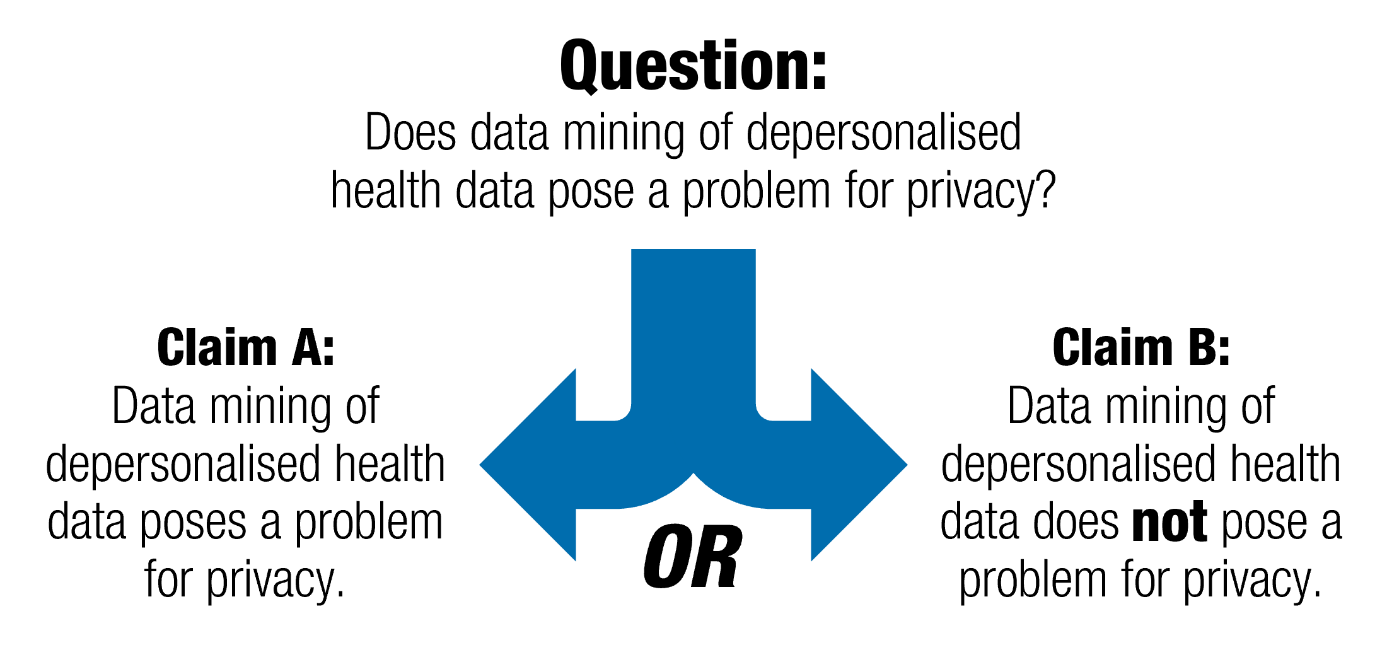 Question:
Does data mining of depersonalised
health data pose a problem for privacy?
Claim A:
Data mining of
depersonalised health
data poses a problem
for privacy.
OR
Claim B:
Data mining of
depersonalised health
data does not pose a
problem for privacy.